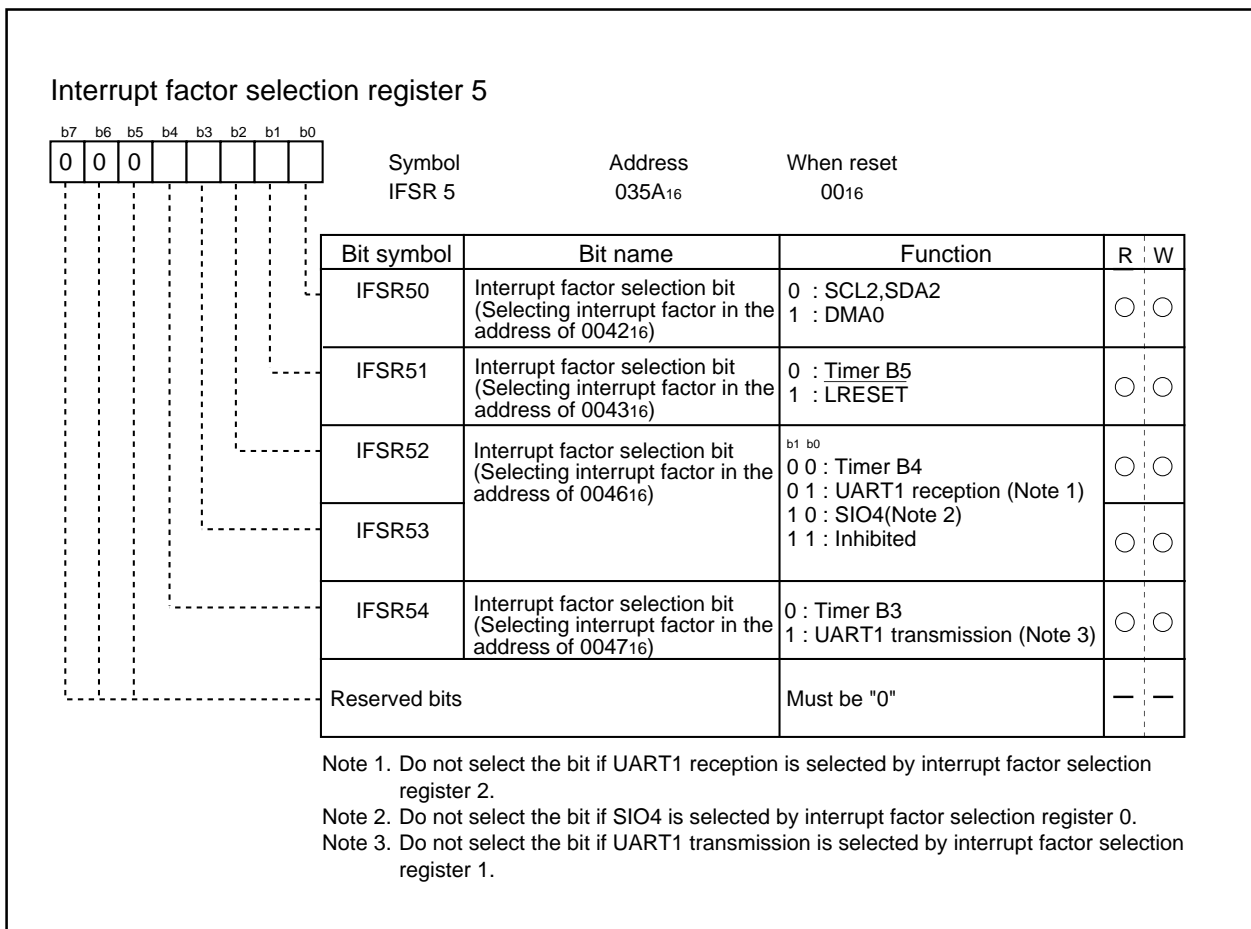 Interrupt factor selection register 5
b7 b6 b5 b4 b3 b2 b1 b0
0 0 0
Symbol Address When reset
IFSR 5 035A16 0016
Bit symbol Bit name Function R W
IFSR50 Interrupt factor selection bit
(Selecting interrupt factor in the
address of 004216)
0 : SCL2,SDA2
1 : DMA0
IFSR51 Interrupt factor selection bit
(Selecting interrupt factor in the
address of 004316)
0 : Timer B5
1 : LRESET
IFSR52 Interrupt factor selection bit
(Selecting interrupt factor in the
address of 004616)
b1 b0
0 0 : Timer B4
0 1 : UART1 reception (Note 1)
1 0 : SIO4(Note 2)
1 1 : Inhibited
IFSR53
IFSR54 Interrupt factor selection bit
(Selecting interrupt factor in the
address of 004716)
0 : Timer B3
1 : UART1 transmission (Note 3)
Reserved bits Must be "0" — —
Note 1. Do not select the bit if UART1 reception is selected by interrupt factor selection
register 2.
Note 2. Do not select the bit if SIO4 is selected by interrupt factor selection register 0.
Note 3. Do not select the bit if UART1 transmission is selected by interrupt factor selection
register 1.